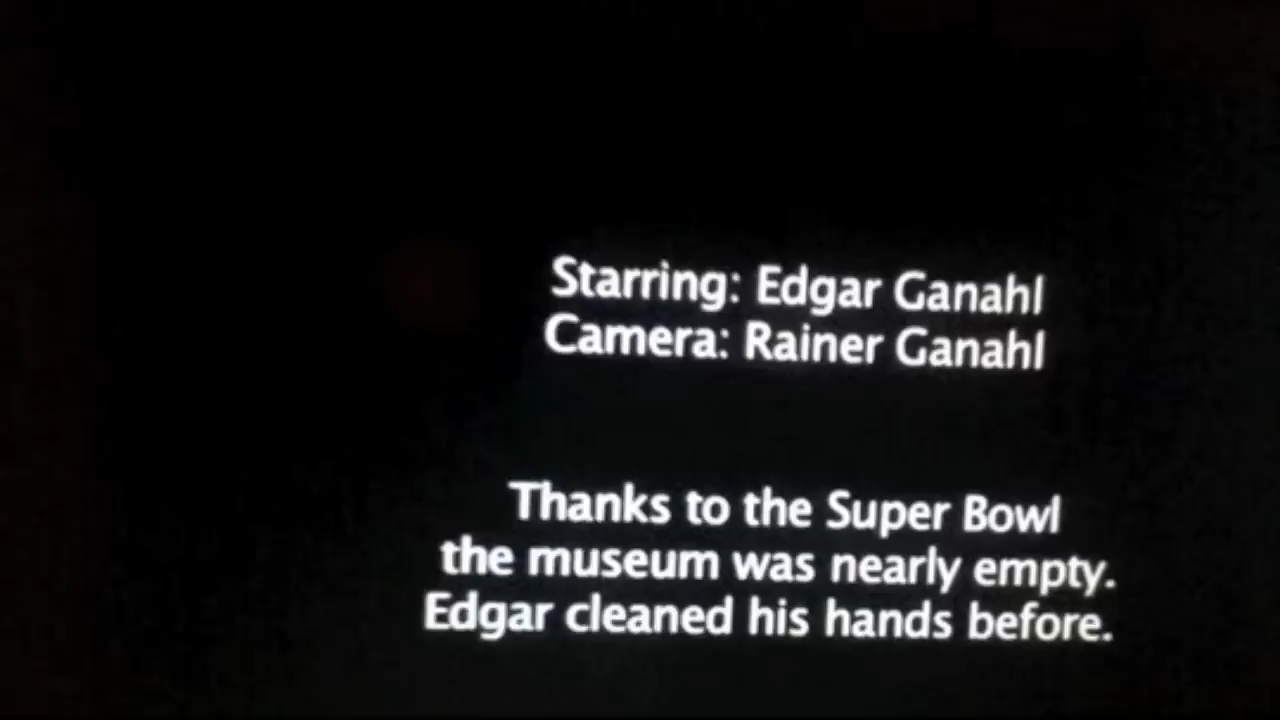 Starring: Edgar Ganahl
Camera: Rainer Ganahl
Thanks to the Super Bowl
the museum was nearly empty.
Edgar cleaned his hands before.